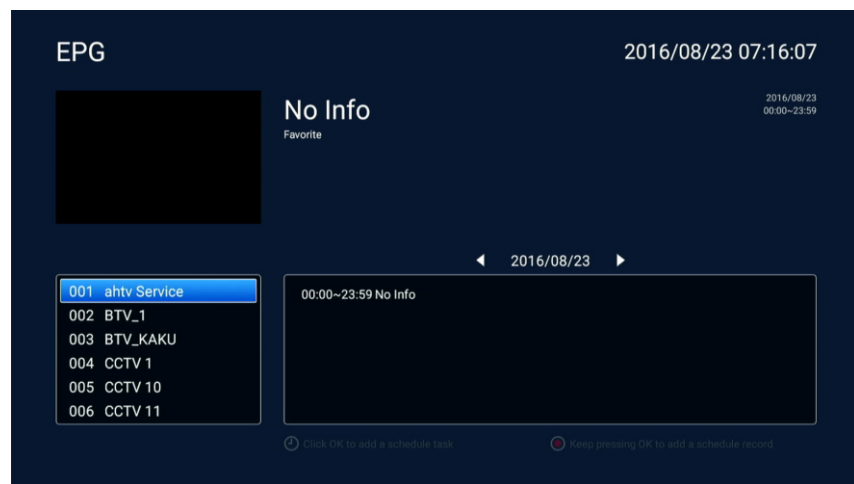 EPG
2016/08/23 07:16:07
No Info
2016/08/23
00:00~23:59
Favorite
2016/08/23
001 ahtv Service
002 BTV_1
003 BTV_KAKU
004 CCTV 1
005 CCTV 10
006 CCTV 11
00:00~23:59 No Info
Click OK to add a schedule task
Keep pressing OK to add a schedule record